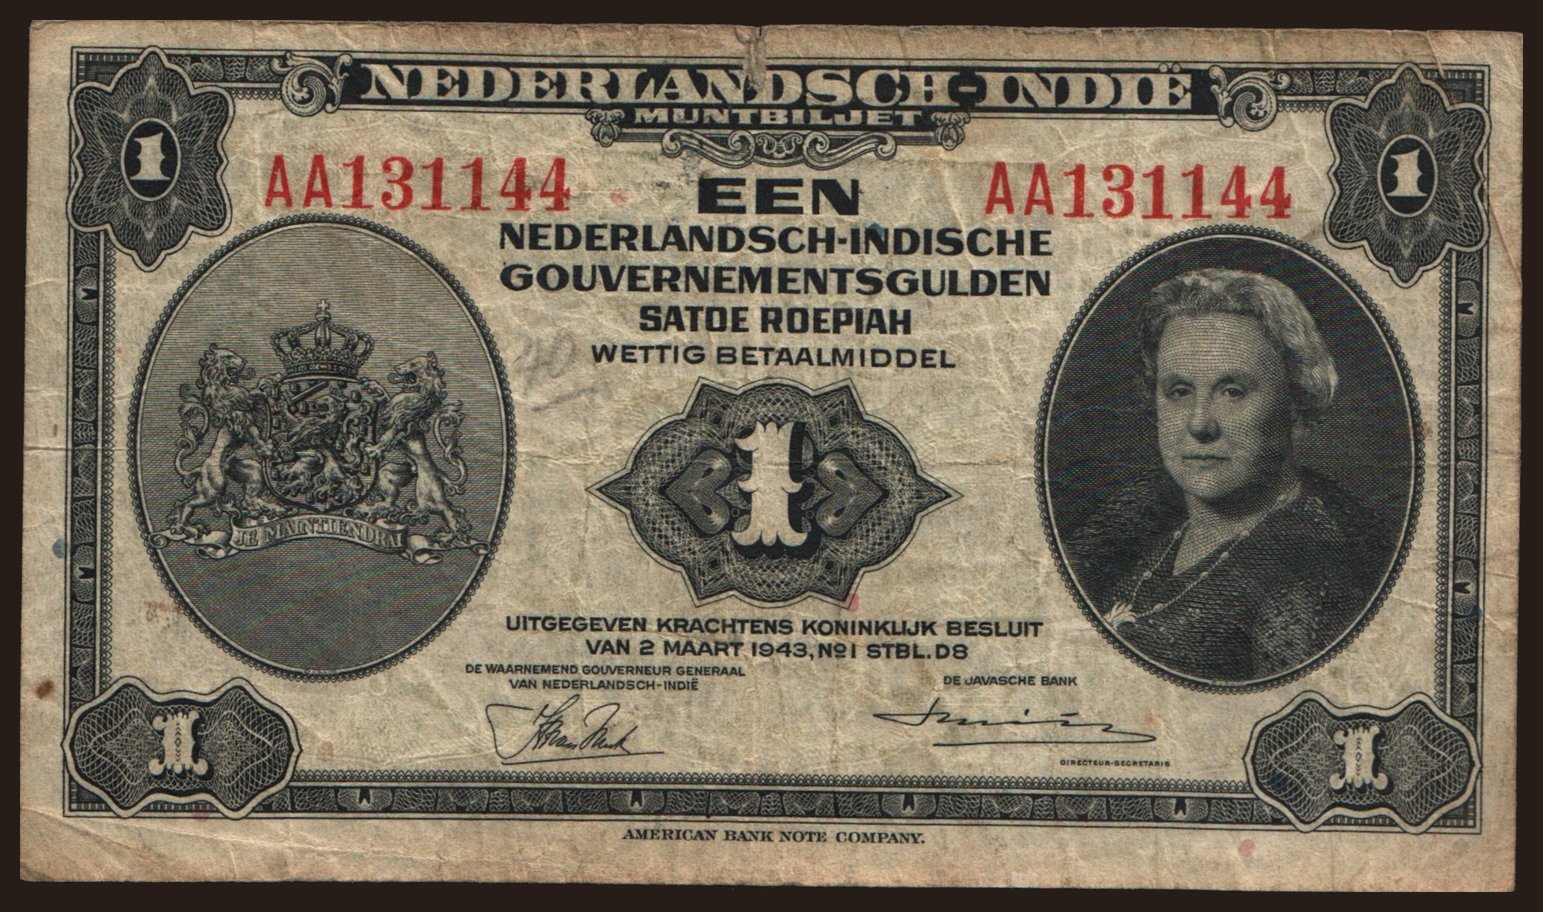 NEDERLANDSCH-INDIË
MUNTBILJET
1
1
AA131144
AA131144
EEN
NEDERLANDSCH-INDISCHE
GOUVERNEMENTSGULDEN
SATOE ROEPIAH
WETTIG BETAALMIDDEL
1
JE MAINTIENDRAI
UITGEGEVEN KRACHTENS KONINKLIJK BESLUIT
VAN 2 MAART 1943, No1 STBL. D8
DE WAARNEMEND GOUVERNEUR GENERAAL
VAN NEDERLANDSCH-INDIË
DE JAVASCHE BANK
DIRECTEUR-SECRETARIS
1
1
AMERICAN BANK NOTE COMPANY.